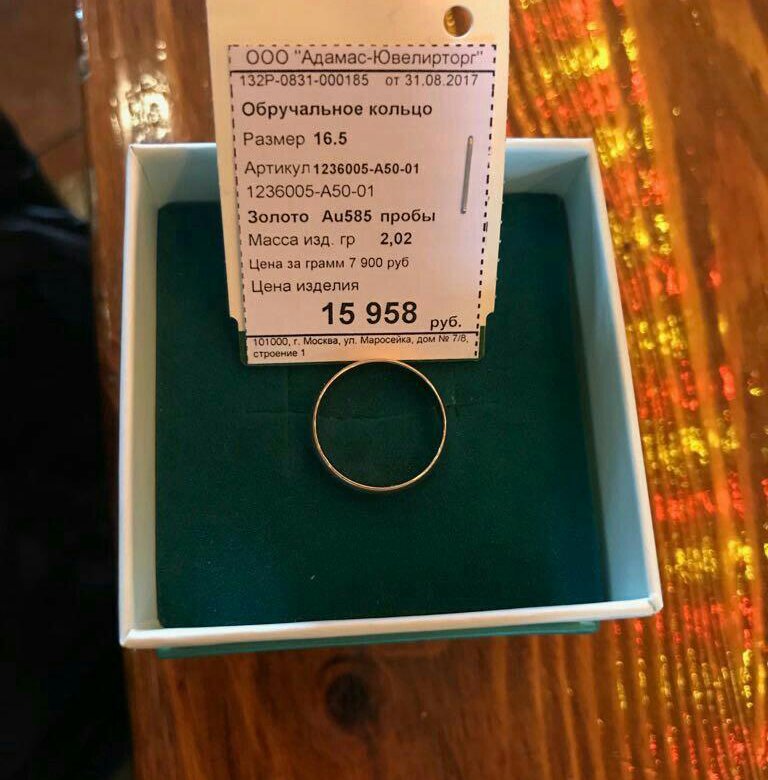 ООО "Адамас-Ювелирторг"
132Р-0831-000185 от 31.08.2017
Обручальное кольцо
Размер 16.5
Артикул 1236005-А50-01
1236005-А50-01
Золото Au585 пробы
Масса изд. гр 2,02
Цена за грамм 7 900 руб
Цена изделия
15 958 руб.
101000, г. Москва, ул. Маросейка, дом № 7/8,
строение 1